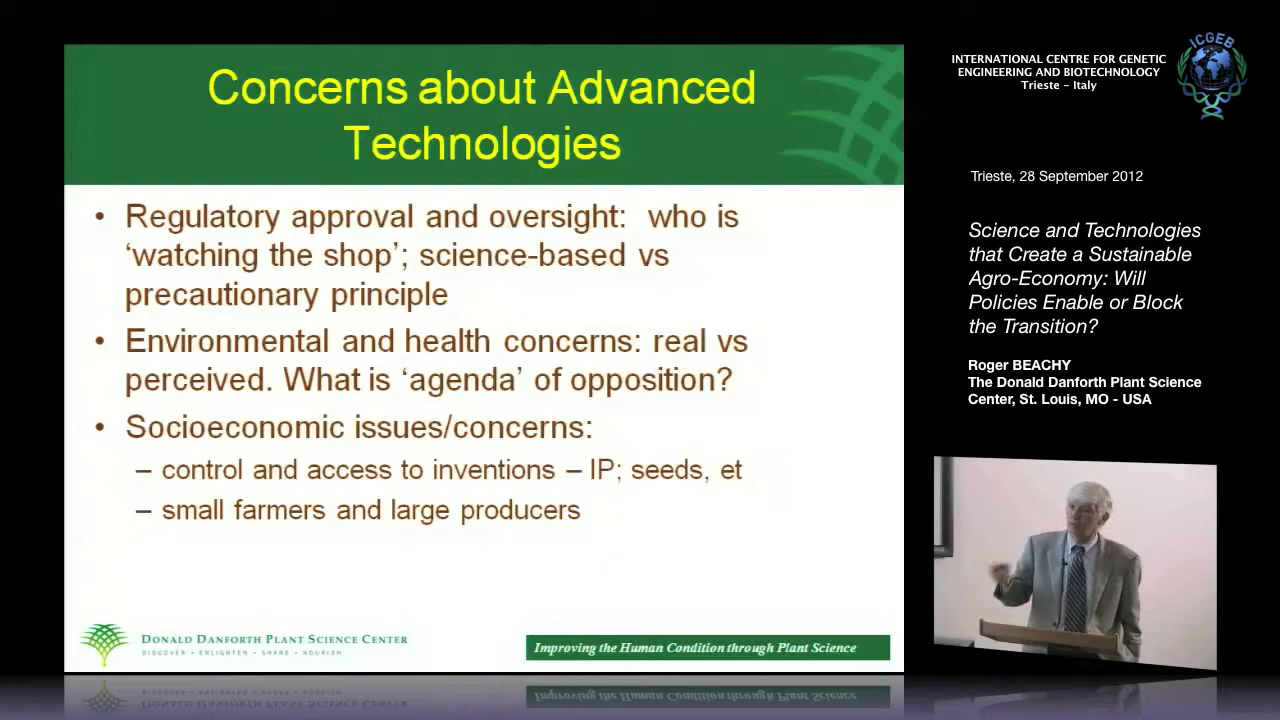 Concerns about Advanced
Technologies
• Regulatory approval and oversight: who is
‘watching the shop’; science-based vs
precautionary principle
• Environmental and health concerns: real vs
perceived. What is ‘agenda’ of opposition?
• Socioeconomic issues/concerns:
– control and access to inventions – IP; seeds, et
– small farmers and large producers
DONALD DANFORTH PLANT SCIENCE CENTER
DISCOVER • ENLIGHTEN • SHARE • NOURISH
Improving the Human Condition through Plant Science
INTERNATIONAL CENTRE FOR GENETIC
ENGINEERING AND BIOTECHNOLOGY
Trieste - Italy
ICGEB
Trieste, 28 September 2012
Science and Technologies
that Create a Sustainable
Agro-Economy: Will
Policies Enable or Block
the Transition?
Roger BEACHY
The Donald Danforth Plant Science
Center, St. Louis, MO - USA